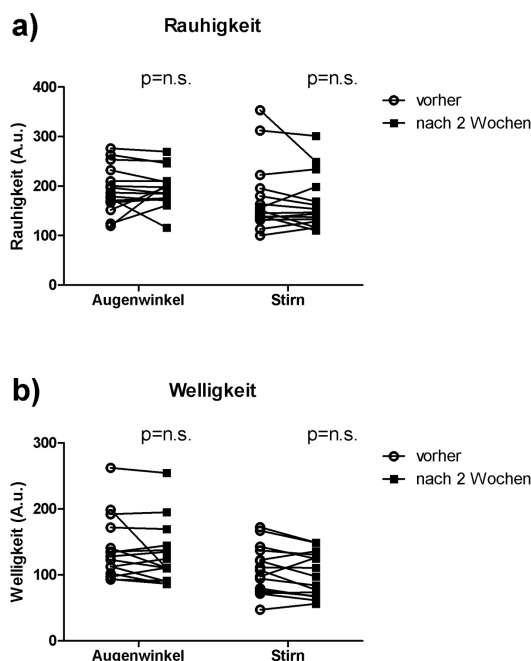 a)
Rauhigkeit
p=n.s. p=n.s.
400
300
200
100
0
Rauhigkeit (A.u.)
vorher
nach 2 Wochen
Augenwinkel Stirn
b)
Welligkeit
p=n.s. p=n.s.
300
200
100
0
Welligkeit (A.u.)
vorher
nach 2 Wochen
Augenwinkel Stirn